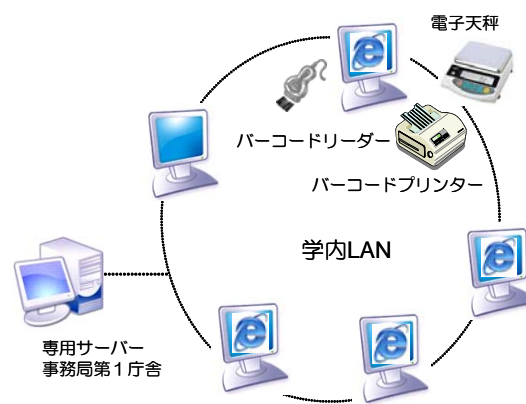 電子天秤
バーコードリーダー
バーコードプリンター
学内LAN
専用サーバー
事務局第１庁舎